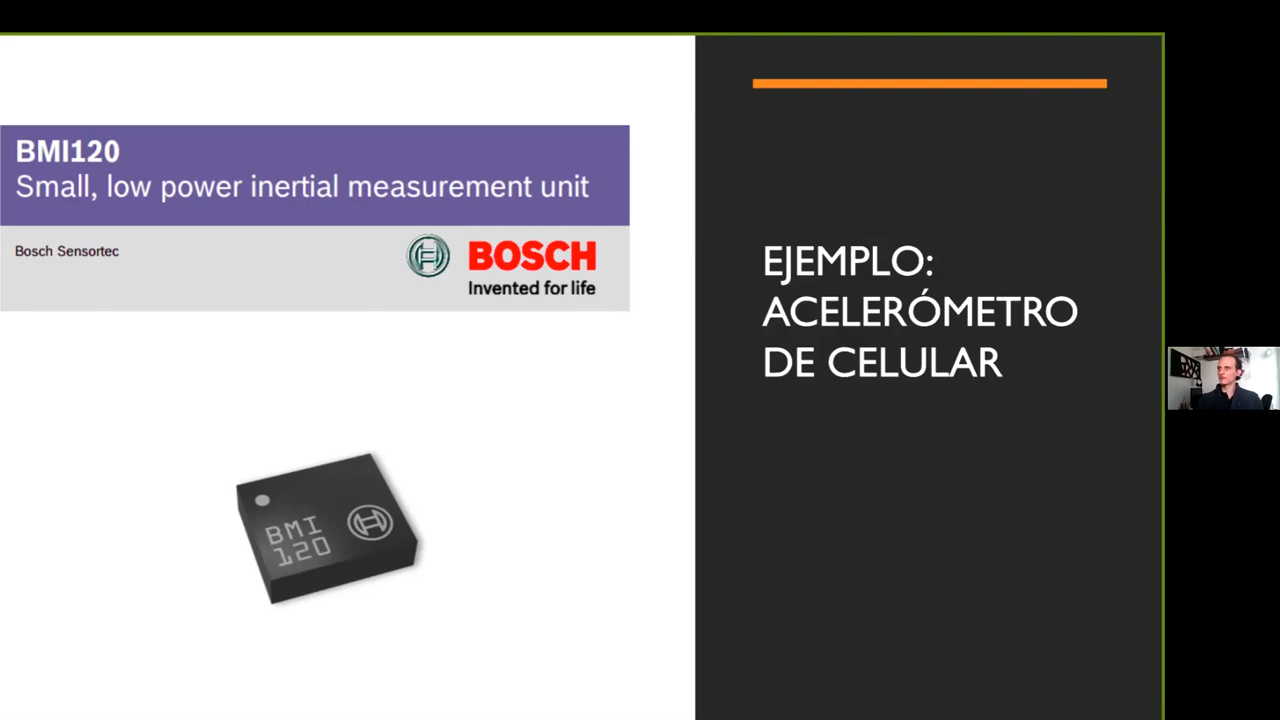 BMI120
Small, low power inertial measurement unit
Bosch Sensortec
BOSCH
Invented for life
BMI
120
EJEMPLO:
ACELERÓMETRO
DE CELULAR